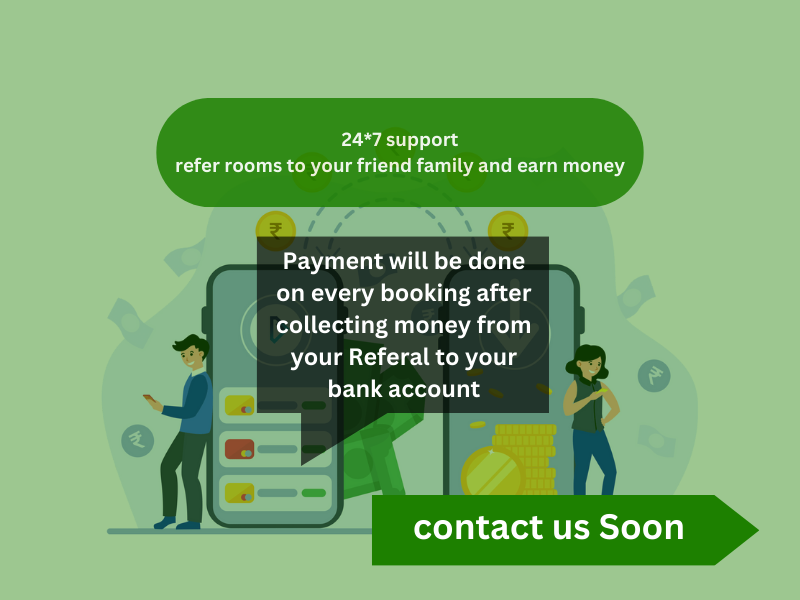 24*7 support
refer rooms to your friend family and earn money
₹ ₹
Payment will be done
on every booking after
collecting money from
your Referal to your
bank account
₹
₹
contact us Soon